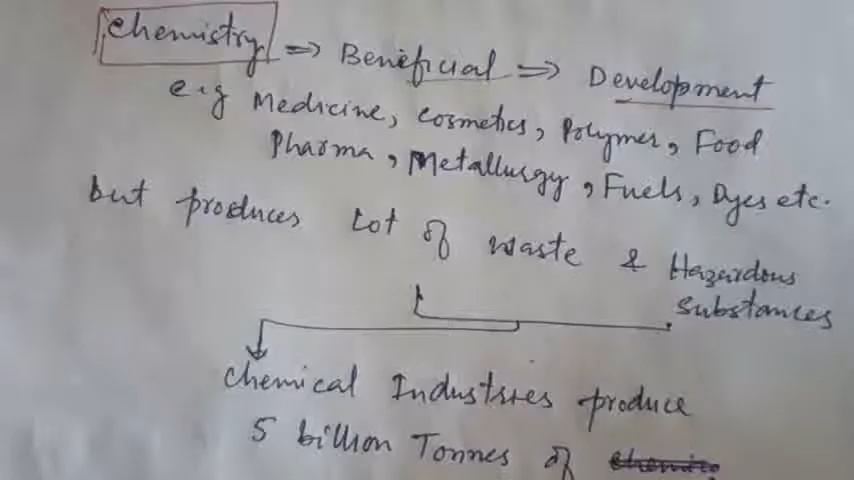 Chemistry ⇒ Beneficial ⇒ Development
e.g Medicine, Cosmetics, Polymer, Food
Pharma, Metallurgy, Fuels, Dyes etc.
but produces Lot of waste & Hazardous
Substances
Chemical Industries produce
5 billion Tonnes of